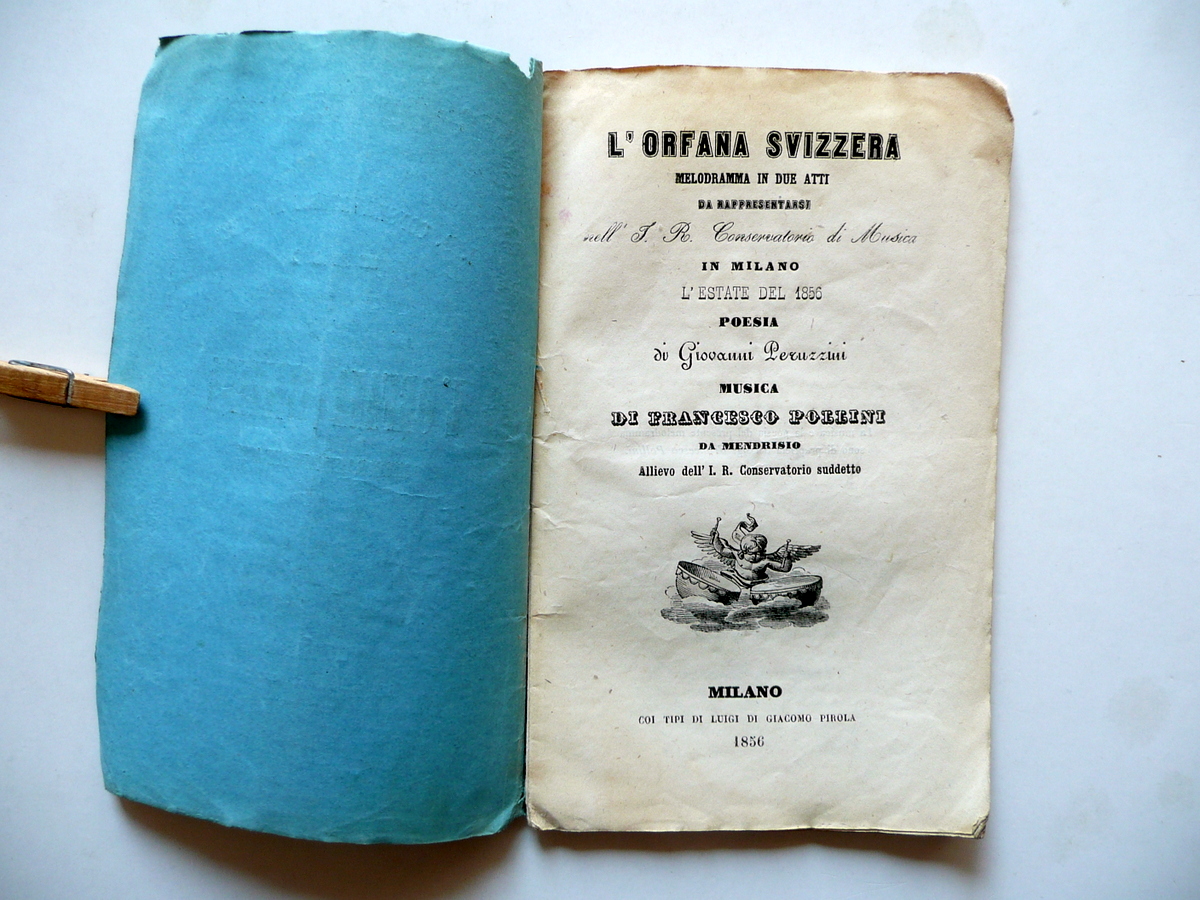 L' ORFANA SVIZZERA
MELODRAMMA IN DUE ATTI
DA RAPPRESENTARSI
nell' I. R. Conservatorio di Musica
IN MILANO
L' ESTATE DEL 1856
POESIA
di Giovanni Peruzzini
MUSICA
DI FRANCESCO POLLINI
DA MENDRISIO
Allievo dell' I. R. Conservatorio suddetto
MILANO
COI TIPI DI LUIGI DI GIACOMO PIROLA
1856